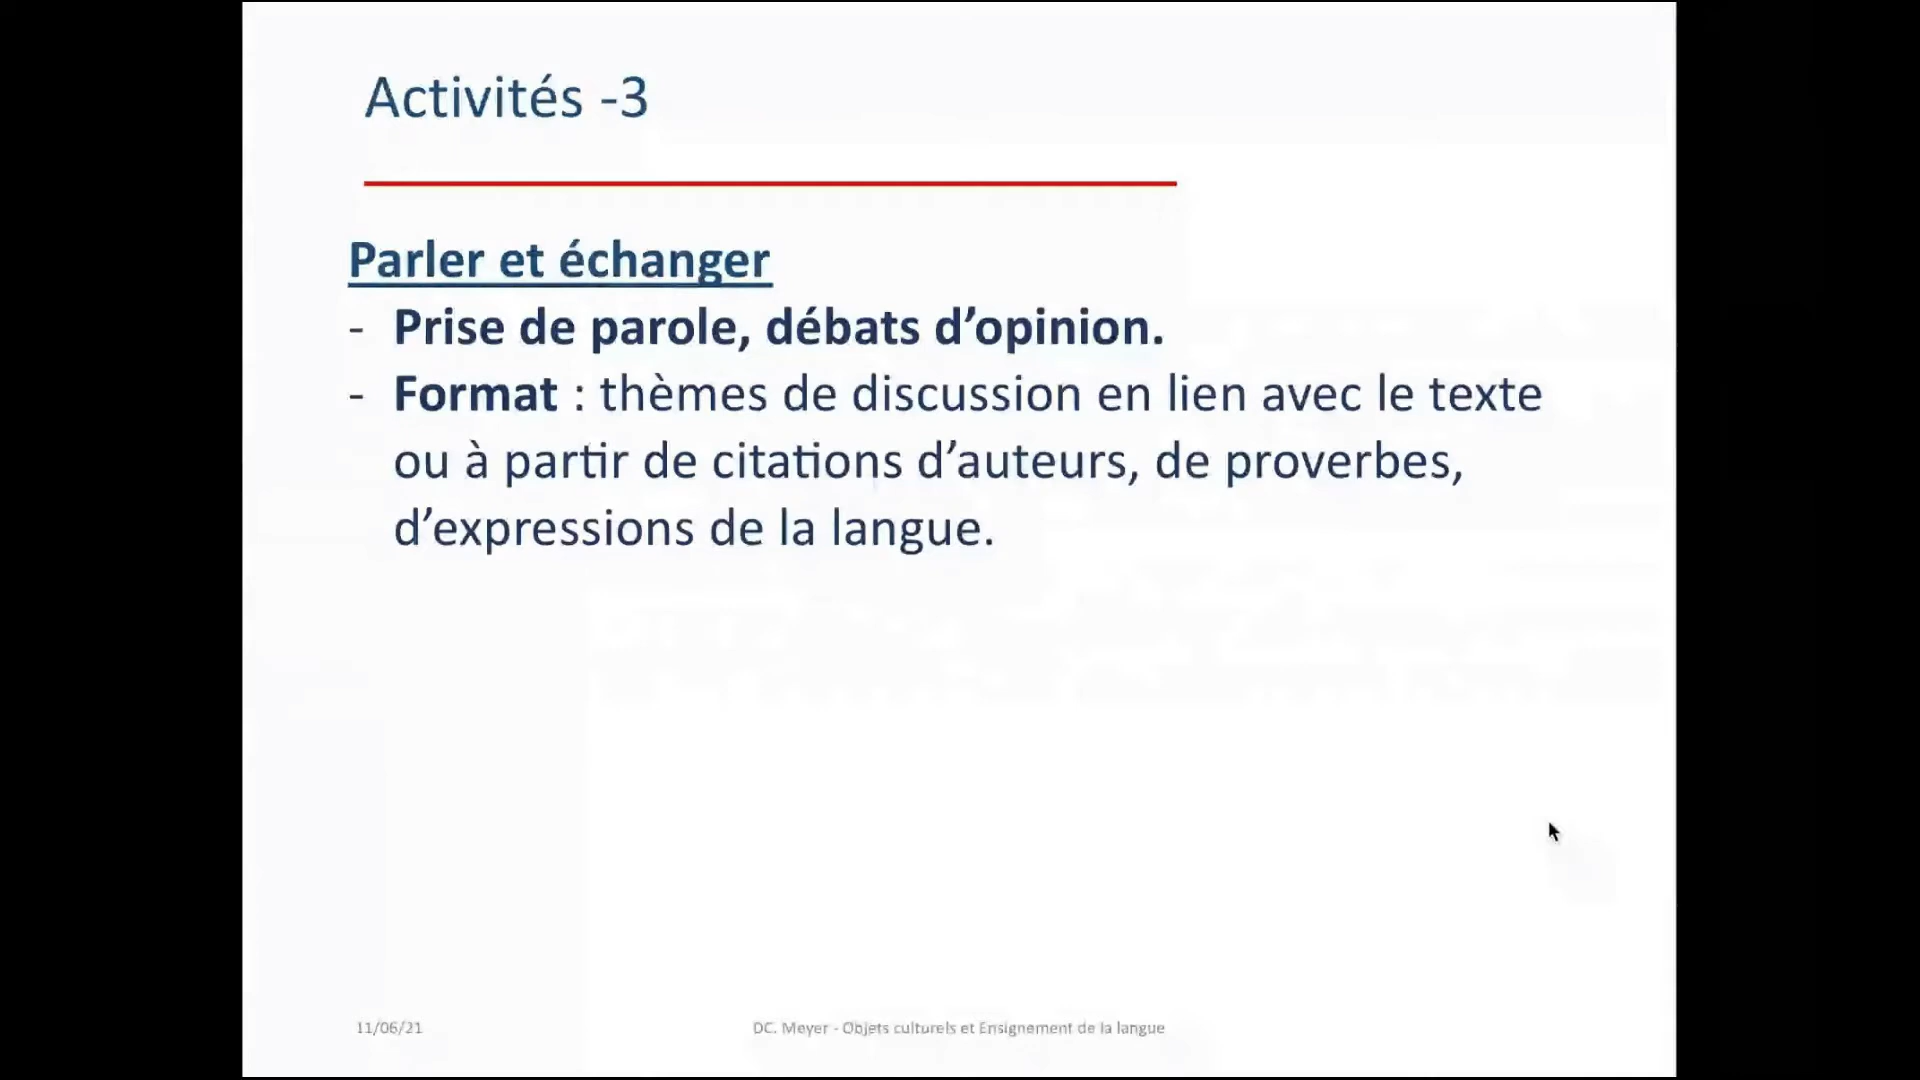 Activités -3
Parler et échanger
- Prise de parole, débats d’opinion.
- Format : thèmes de discussion en lien avec le texte
ou à partir de citations d’auteurs, de proverbes,
d’expressions de la langue.
11/06/21
DC. Meyer - Objets culturels et Ensignement de la langue